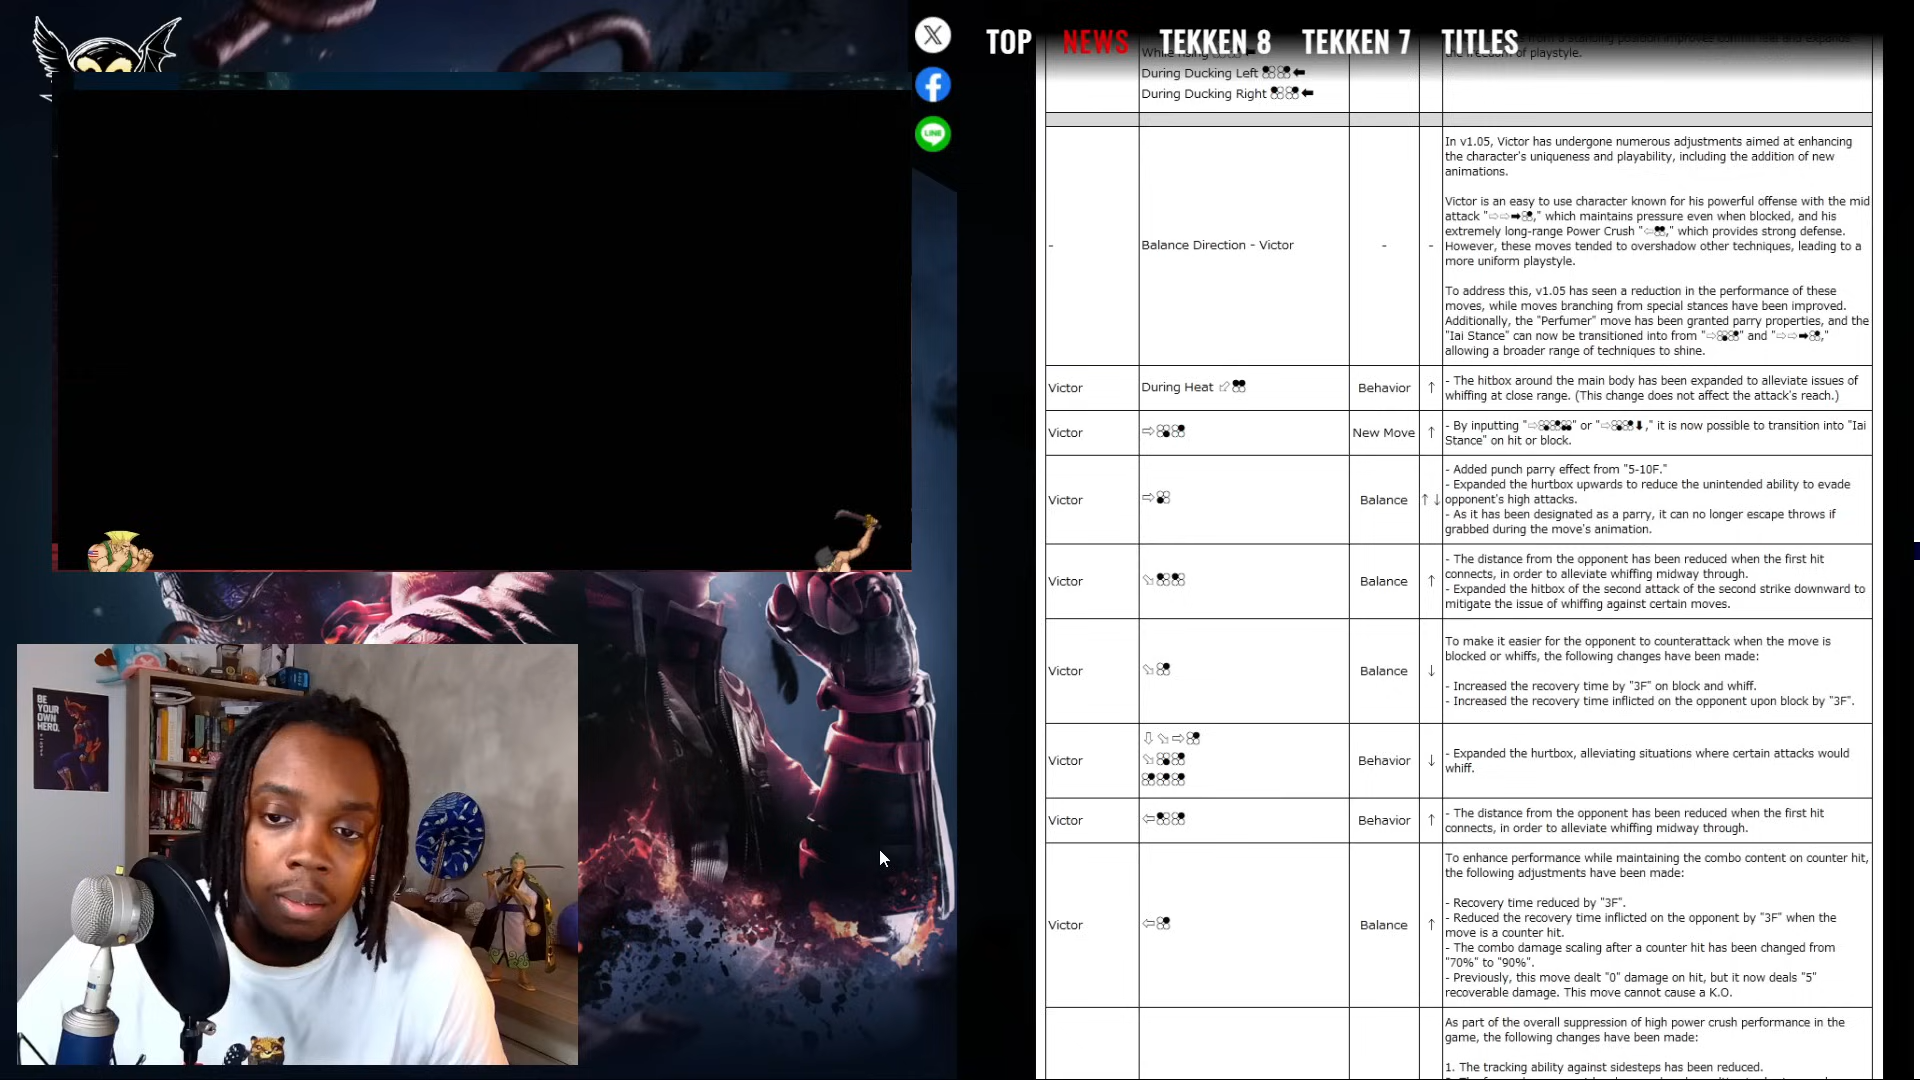 TOP NEWS TEKKEN 8 TEKKEN 7 TITLES
While rising
the freedom of playstyle.
During Ducking Left
During Ducking Right
- Balance Direction - Victor - -
In v1.05, Victor has undergone numerous adjustments aimed at enhancing
the character's uniqueness and playability, including the addition of new
animations.
Victor is an easy to use character known for his powerful offense with the mid
attack "⇨⇨➡," which maintains pressure even when blocked, and his
extremely long-range Power Crush "⇦," which provides strong defense.
However, these moves tended to overshadow other techniques, leading to a
more uniform playstyle.
To address this, v1.05 has seen a reduction in the performance of these
moves, while moves branching from special stances have been improved.
Additionally, the "Perfumer" move has been granted parry properties, and the
"Iai Stance" can now be transitioned into from "⇨" and "⇨⇨➡,"
allowing a broader range of techniques to shine.
Victor During Heat Behavior ↑
- The hitbox around the main body has been expanded to alleviate issues of
whiffing at close range. (This change does not affect the attack's reach.)
Victor ⇨ New Move ↑
- By inputting "⇨" or "⇨⬇," it is now possible to transition into "Iai
Stance" on hit or block.
Victor ⇨ Balance ↑↓
- Added punch parry effect from "5-10F."
- Expanded the hurtbox upwards to reduce the unintended ability to evade
opponent's high attacks.
- As it has been designated as a parry, it can no longer escape throws if
grabbed during the move's animation.
Victor Balance ↑
- The distance from the opponent has been reduced when the first hit
connects, in order to alleviate whiffing midway through.
- Expanded the hitbox of the second attack of the second strike downward to
mitigate the issue of whiffing against certain moves.
Victor Balance ↓
To make it easier for the opponent to counterattack when the move is
blocked or whiffs, the following changes have been made:
- Increased the recovery time by "3F" on block and whiff.
- Increased the recovery time inflicted on the opponent upon block by "3F".
Victor Behavior ↓
- Expanded the hurtbox, alleviating situations where certain attacks would
whiff.
Victor ⇦ Behavior ↑
- The distance from the opponent has been reduced when the first hit
connects, in order to alleviate whiffing midway through.
Victor ⇦ Balance ↑
To enhance performance while maintaining the combo content on counter hit,
the following adjustments have been made:
- Recovery time reduced by "3F".
- Reduced the recovery time inflicted on the opponent by "3F" when the
move is a counter hit.
- The combo damage scaling after a counter hit has been changed from
"70%" to "90%".
- Previously, this move dealt "0" damage on hit, but it now deals "5"
recoverable damage. This move cannot cause a K.O.
As part of the overall suppression of high power crush performance in the
game, the following changes have been made:
1. The tracking ability against sidesteps has been reduced.
LINE
BE
YOUR
OWN
HERO.